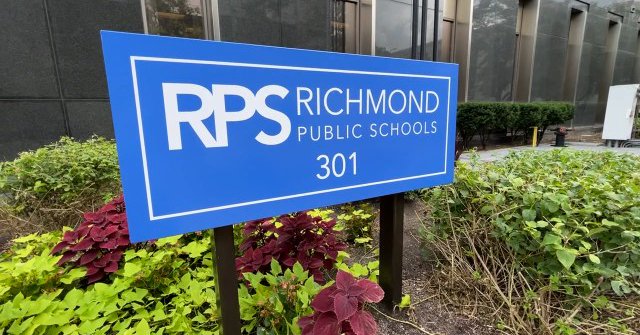 RPS RICHMOND
PUBLIC SCHOOLS
301